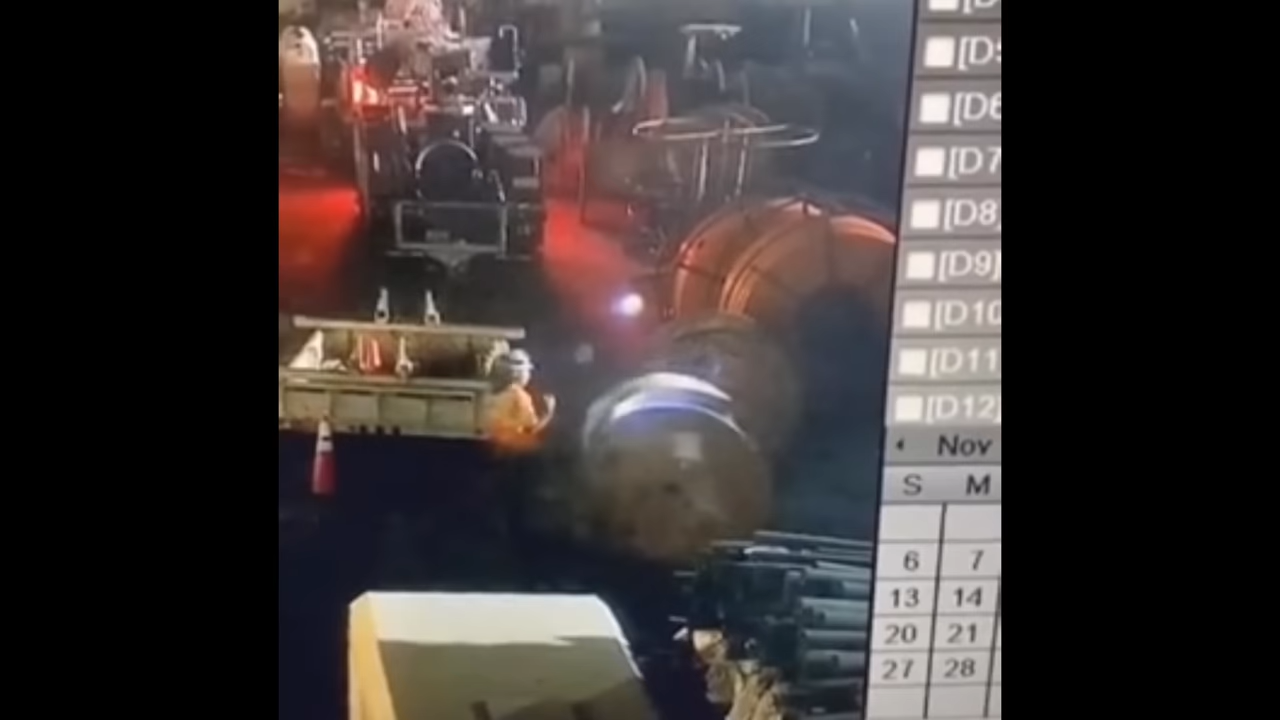 [D5
[D6
[D7
[D8]
[D9]
[D10
[D11
[D12]
Nov
S M
6 7
13 14
20 21
27 28